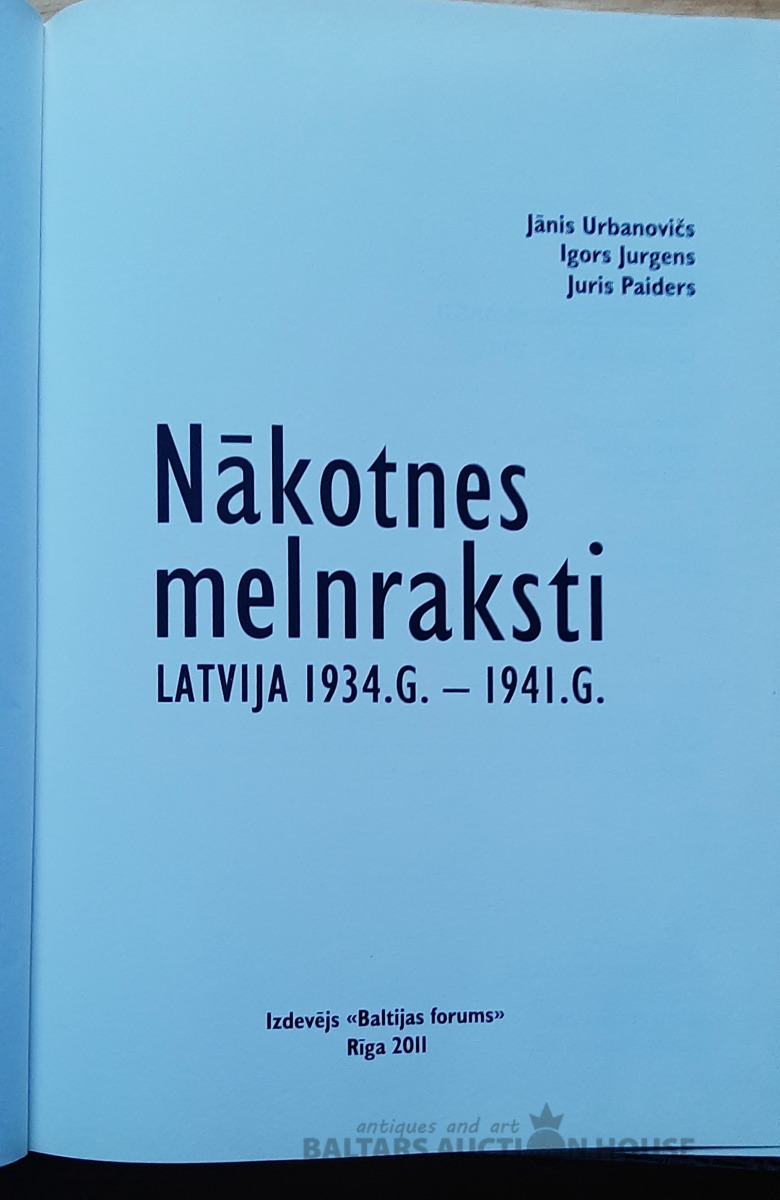 Jānis Urbanovičs
Igors Jurgens
Juris Paiders
Nākotnes
melnraksti
LATVIJA 1934.G. – 1941.G.
Izdevējs «Baltijas forums»
Rīga 2011
antiques and art
BALTARS AUCTION HOUSE